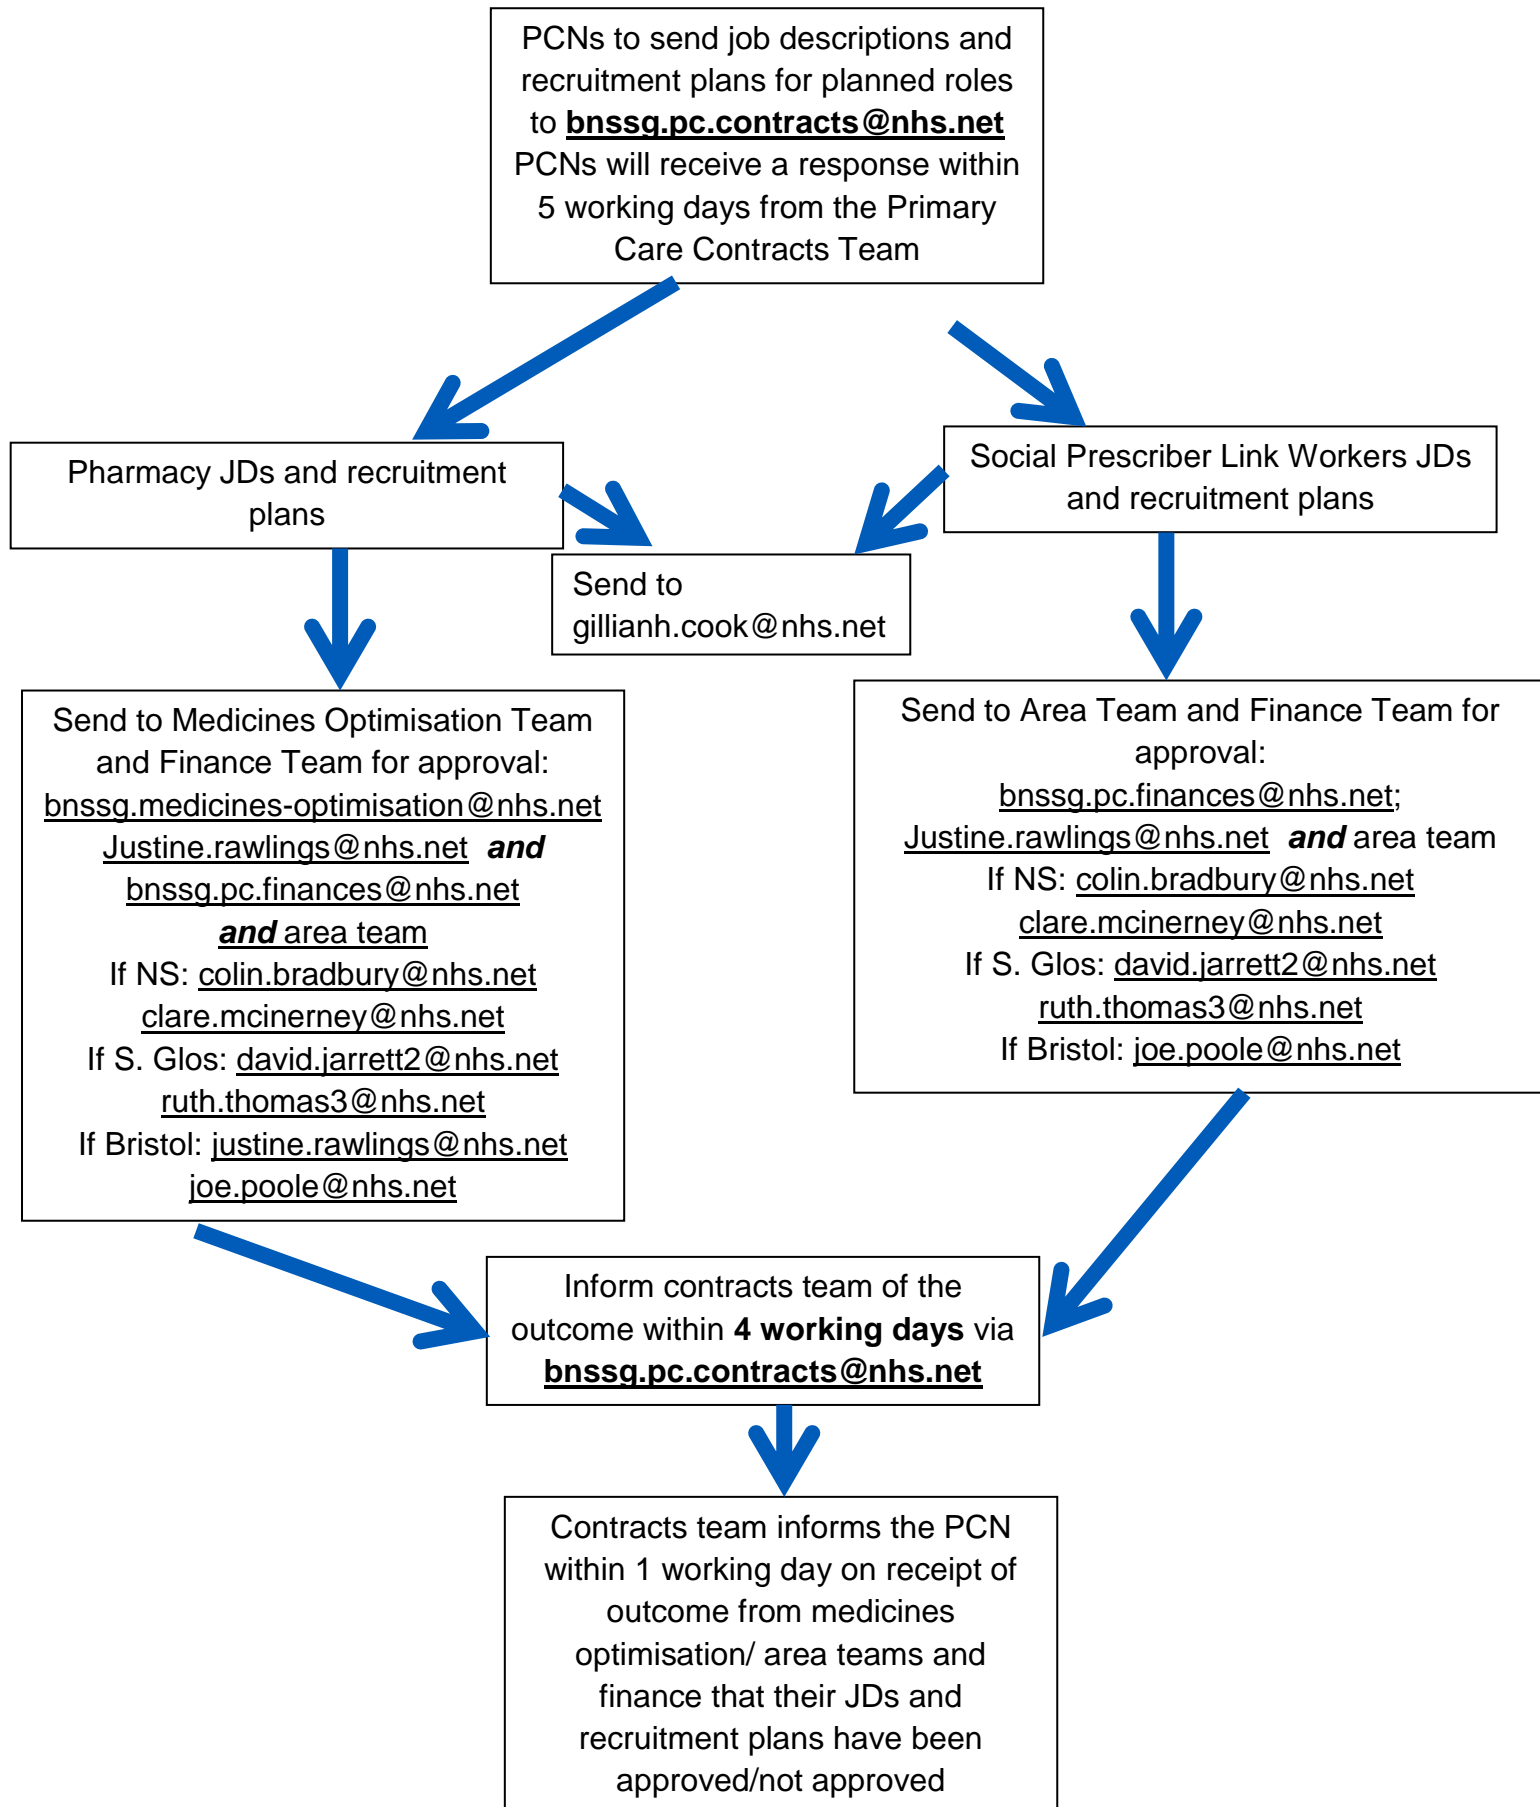 PCNs to send job descriptions and
recruitment plans for planned roles
to bnssg.pc.contracts@nhs.net
PCNs will receive a response within
5 working days from the Primary
Care Contracts Team
Pharmacy JDs and recruitment
plans
Social Prescriber Link Workers JDs
and recruitment plans
Send to
gillianh.cook@nhs.net
Send to Medicines Optimisation Team
and Finance Team for approval:
bnssg.medicines-optimisation@nhs.net
Justine.rawlings@nhs.net and
bnssg.pc.finances@nhs.net
and area team
If NS: colin.bradbury@nhs.net
clare.mcinerney@nhs.net
If S. Glos: david.jarrett2@nhs.net
ruth.thomas3@nhs.net
If Bristol: justine.rawlings@nhs.net
joe.poole@nhs.net
Send to Area Team and Finance Team for
approval:
bnssg.pc.finances@nhs.net;
Justine.rawlings@nhs.net and area team
If NS: colin.bradbury@nhs.net
clare.mcinerney@nhs.net
If S. Glos: david.jarrett2@nhs.net
ruth.thomas3@nhs.net
If Bristol: joe.poole@nhs.net
Inform contracts team of the
outcome within 4 working days via
bnssg.pc.contracts@nhs.net
Contracts team informs the PCN
within 1 working day on receipt of
outcome from medicines
optimisation/ area teams and
finance that their JDs and
recruitment plans have been
approved/not approved